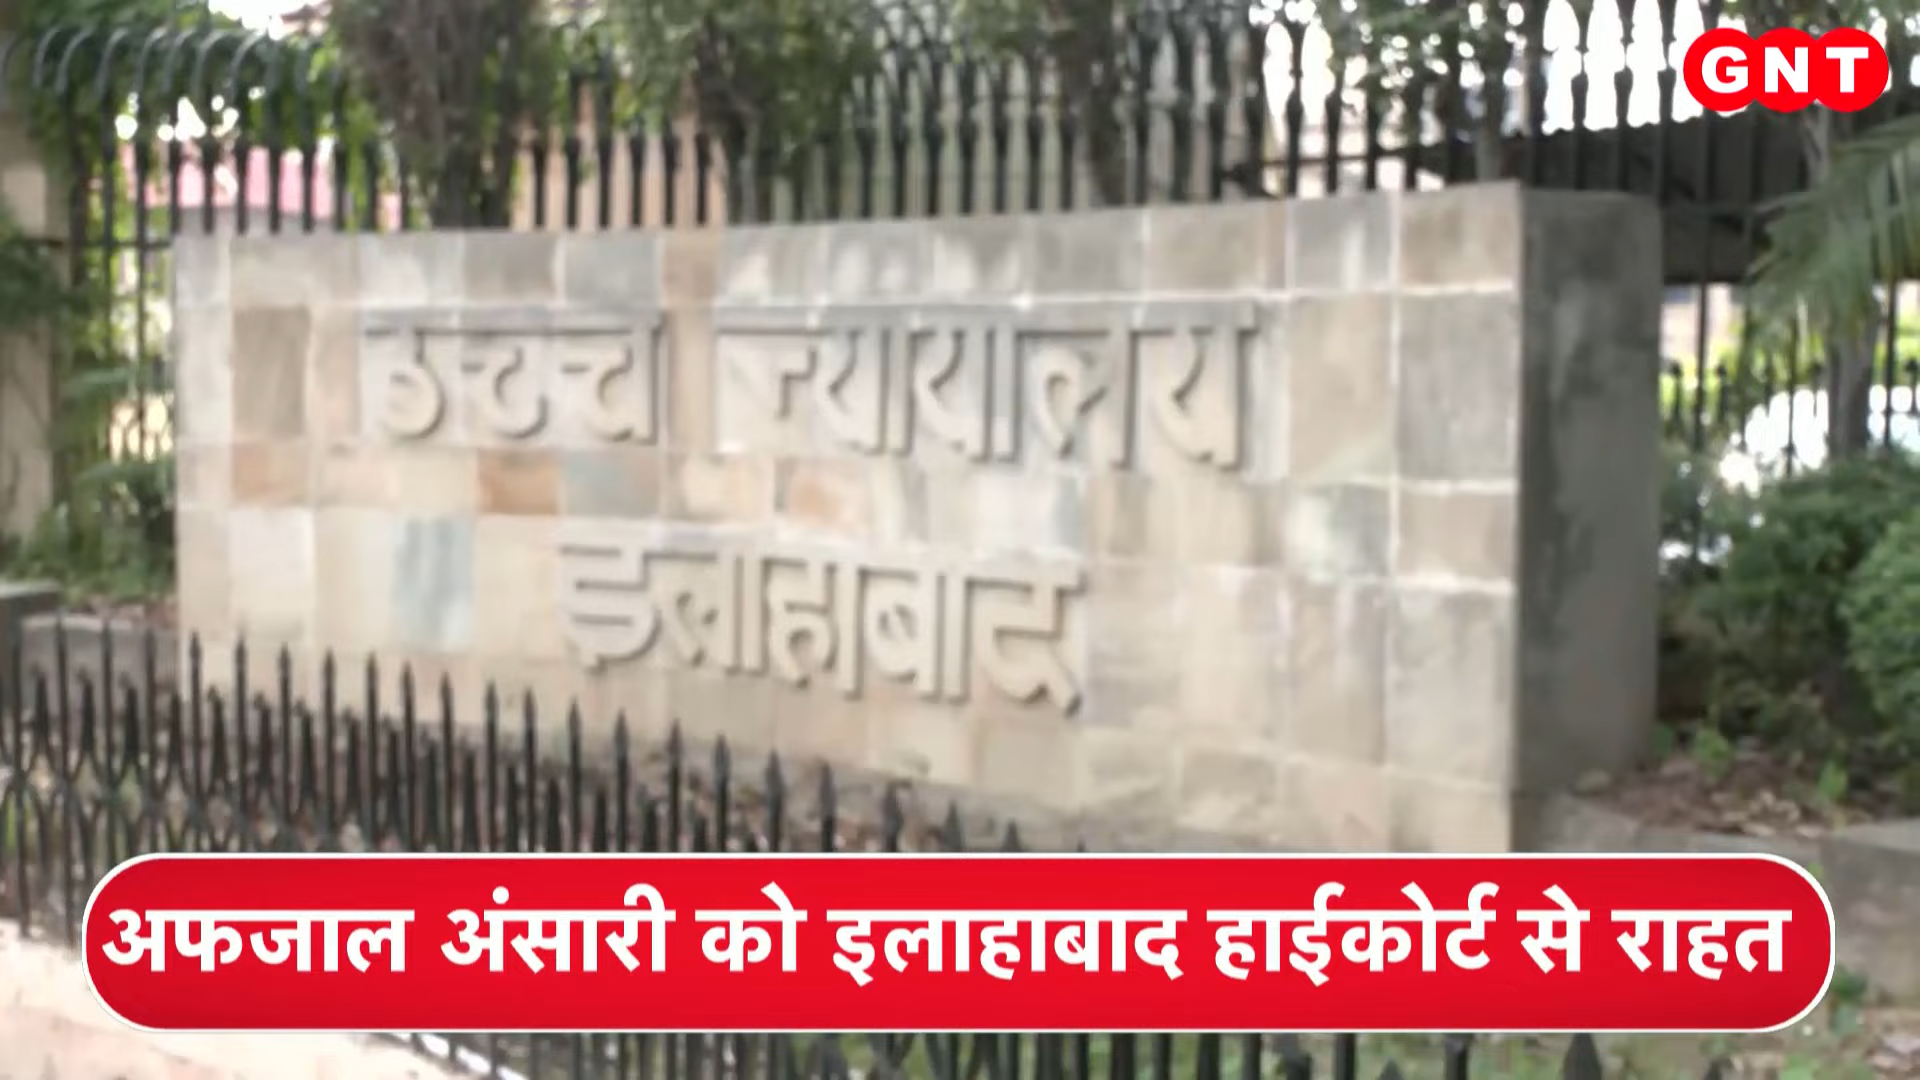 GNT
उच्च न्यायालय
इलाहाबाद
अफजाल अंसारी को इलाहाबाद हाईकोर्ट से राहत